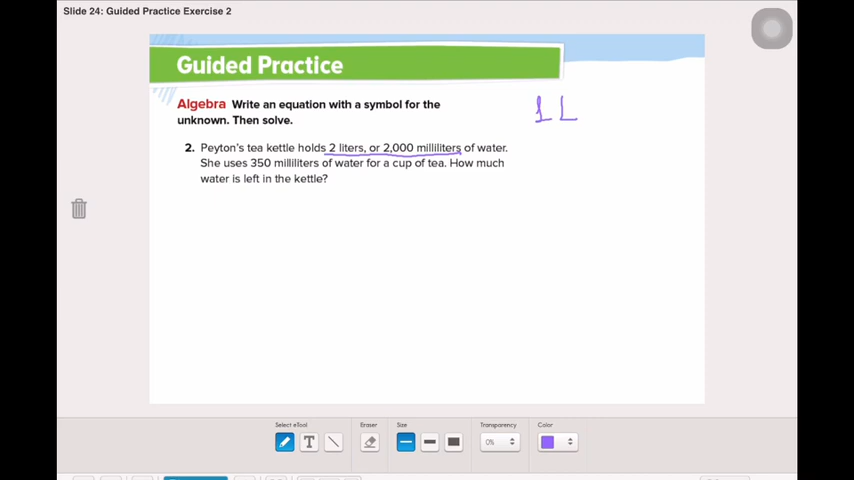 Slide 24: Guided Practice Exercise 2
Guided Practice
Algebra Write an equation with a symbol for the
unknown. Then solve.
1 L
2. Peyton's tea kettle holds 2 liters, or 2,000 milliliters of water.
She uses 350 milliliters of water for a cup of tea. How much
water is left in the kettle?
Select eTool
Eraser
Size
Transparency
Color
T
0%